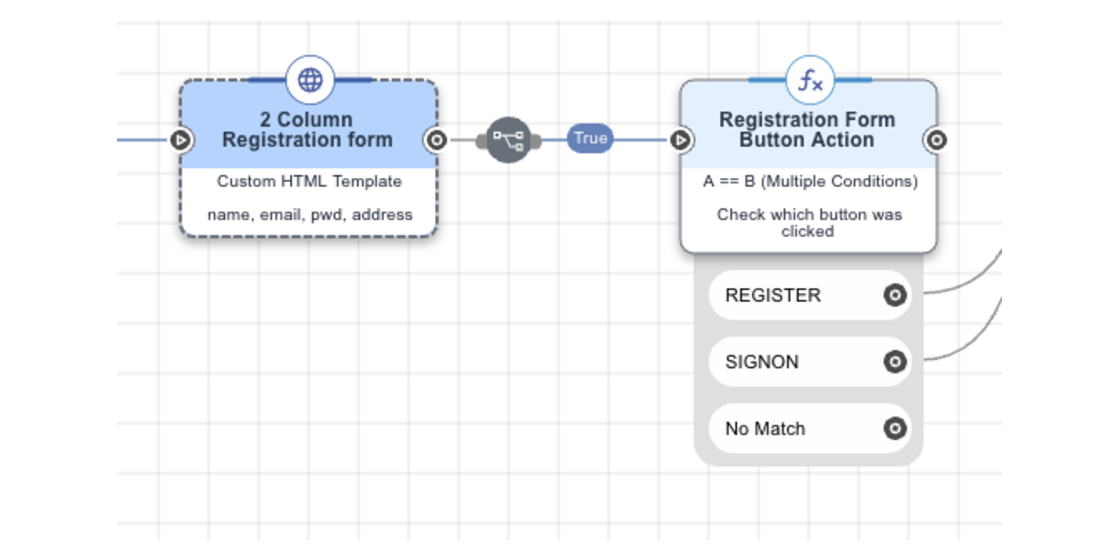 2 Column
Registration form
Custom HTML Template
name, email, pwd, address
True
fx
Registration Form
Button Action
A == B (Multiple Conditions)
Check which button was
clicked
REGISTER
SIGNON
No Match